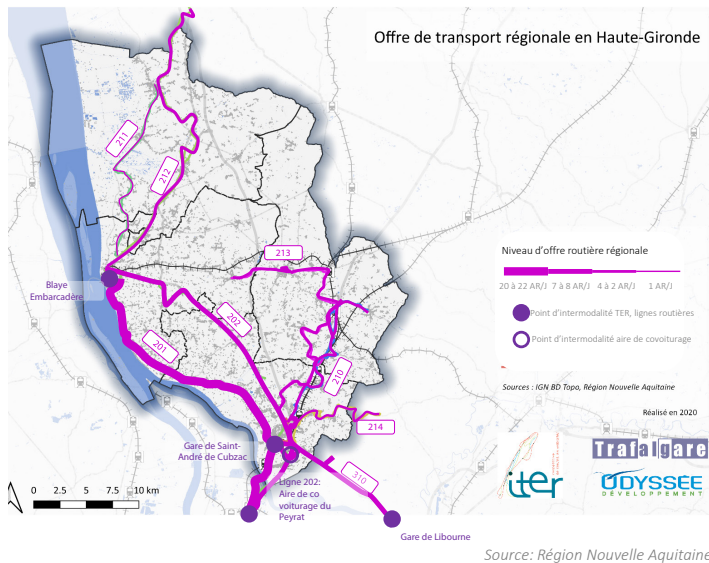 Offre de transport régionale en Haute-Gironde
211
212
213
Niveau d'offre routière régionale
20 à 22 AR/J
7 à 8 AR/J
4 à 2 AR/J
1 AR/J
Blaye
Embarcadère
202
Point d'intermodalité TER, lignes routières
201
Point d'intermodalité aire de covoiturage
210
Sources : IGN BD Topo, Région Nouvelle Aquitaine
Réalisé en 2020
214
Gare de Saint-
André de Cubzac
Trafalgare
310
Ligne 202:
Aire de co
voiturage du
Peyrat
iter
ODYSSEE
DÉVELOPPEMENT
0 2.5 5 7.5 10 km
Gare de Libourne
Source: Région Nouvelle Aquitaine